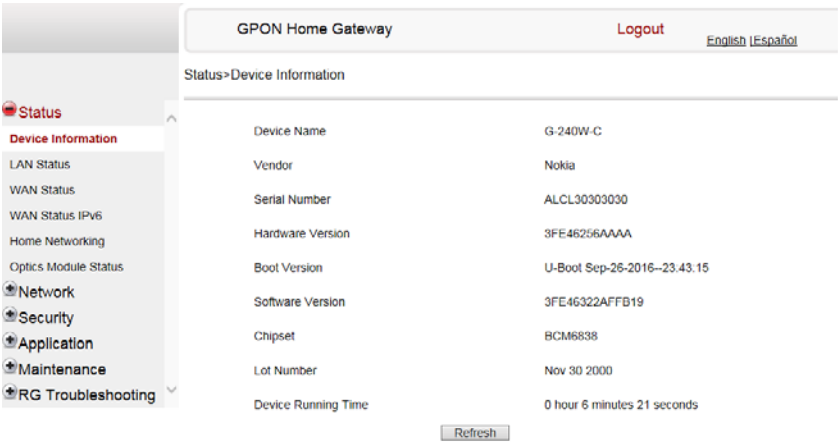 GPON Home Gateway
Logout
English |Español
Status>Device Information
Status
Device Information
LAN Status
WAN Status
WAN Status IPv6
Home Networking
Optics Module Status
Network
Security
Application
Maintenance
RG Troubleshooting
Device Name G-240W-C
Vendor Nokia
Serial Number ALCL30303030
Hardware Version 3FE46256AAAA
Boot Version U-Boot Sep-26-2016--23:43:15
Software Version 3FE46322AFFB19
Chipset BCM6838
Lot Number Nov 30 2000
Device Running Time 0 hour 6 minutes 21 seconds
Refresh